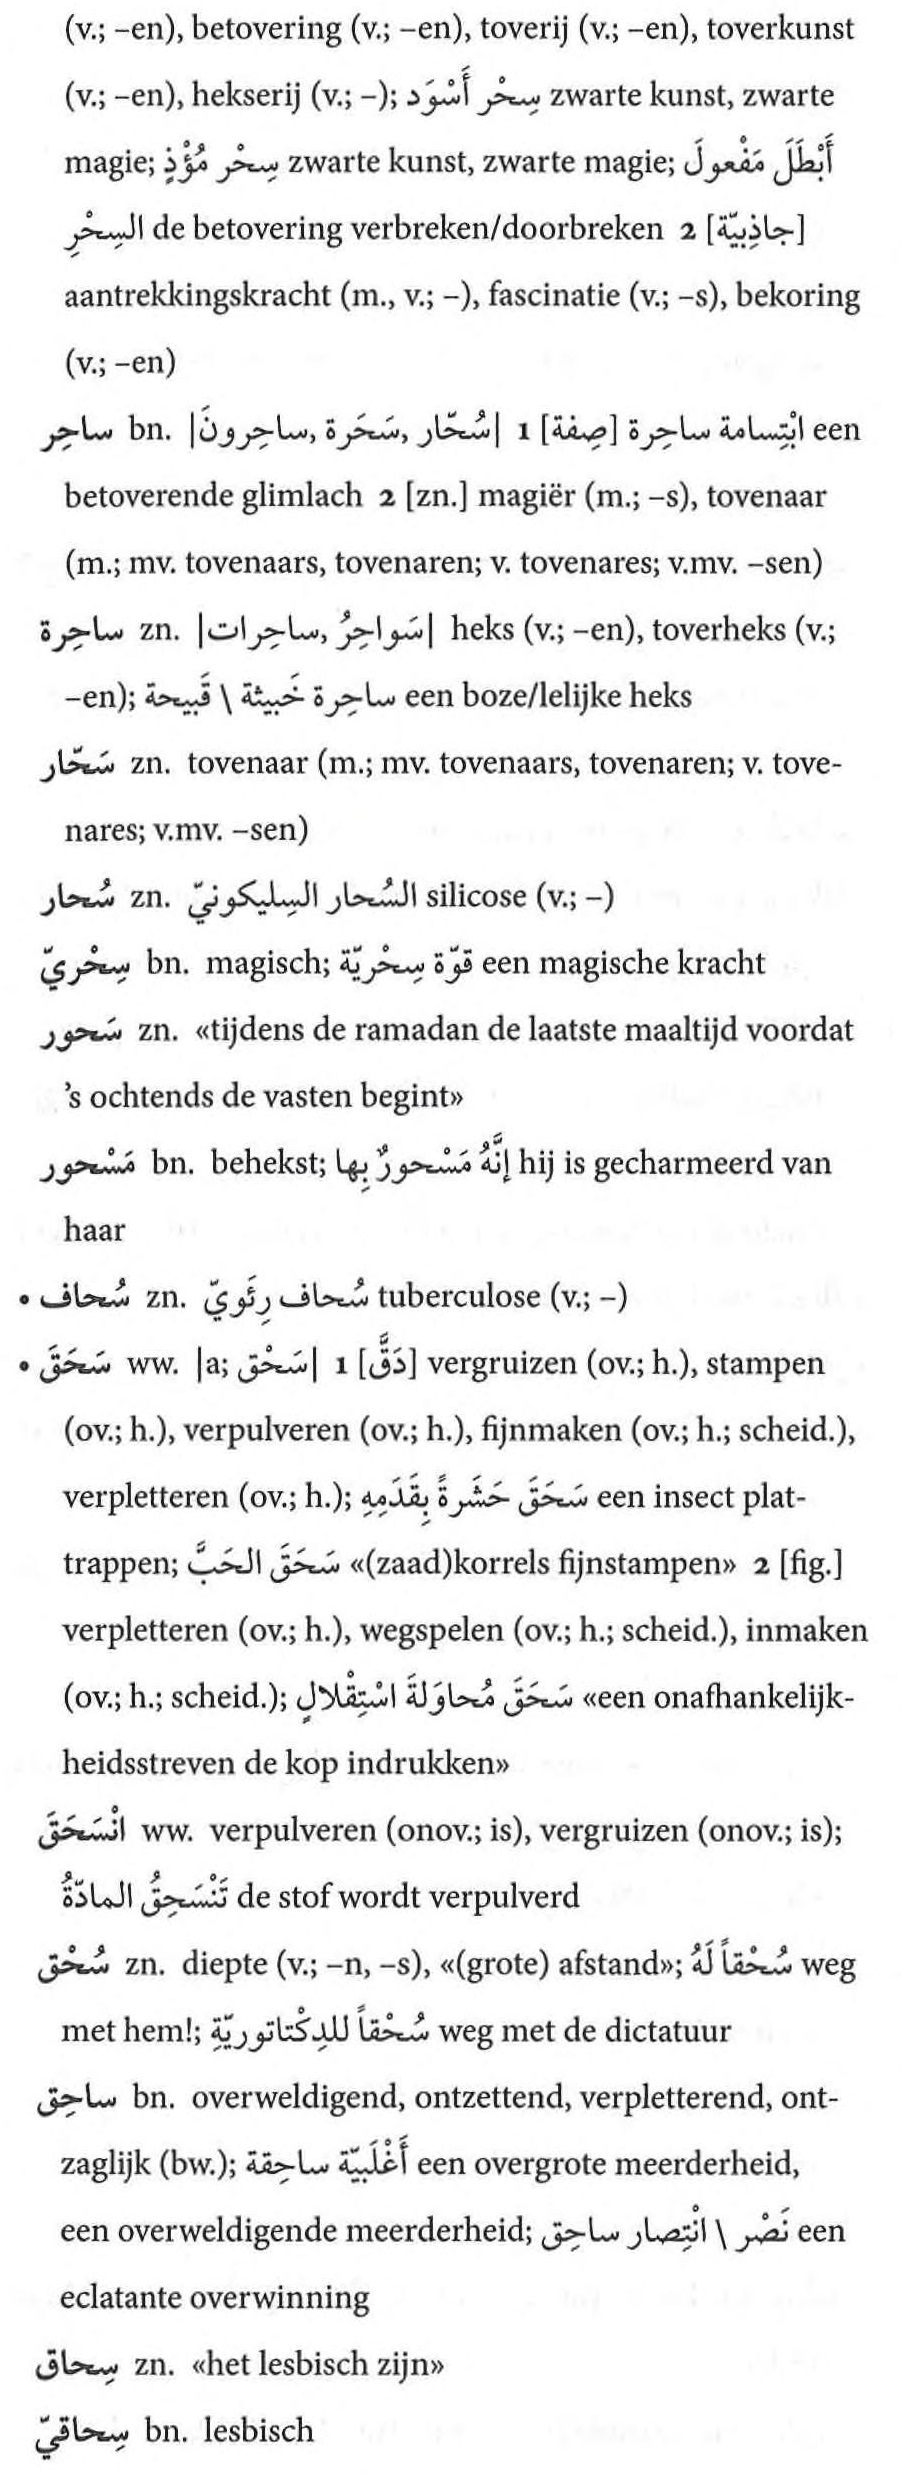 (v.; –en), betovering (v.; –en), toverij (v.; –en), toverkunst
(v.; –en), hekserij (v.; –); سِحْر أَسْوَد zwarte kunst, zwarte
magie; سِحْر مُؤْذٍ zwarte kunst, zwarte magie; أَبْطَلَ مَفْعولَ
السِحْرِ de betovering verbreken/doorbreken 2 [جاذِبيّة]
aantrekkingskracht (m., v.; –), fascinatie (v.; –s), bekoring
(v.; –en)
ساحِر bn. |سُحّار, سَحَرة, ساحِرونَ| 1 [صِفة] ابْتِسامة ساحِرة een
betoverende glimlach 2 [zn.] magiër (m.; –s), tovenaar
(m.; mv. tovenaars, tovenaren; v. tovenares; v.mv. –sen)
ساحِرة zn. |سَواحِرُ, ساحِرات| heks (v.; –en), toverheks (v.;
–en); ساحِرة خَبيثة \ قَبيحة een boze/lelijke heks
سَحّار zn. tovenaar (m.; mv. tovenaars, tovenaren; v. tove-
nares; v.mv. –sen)
سُحار zn. السُحار السِليكونيّ silicose (v.; –)
سِحْريّ bn. magisch; قوّة سِحْريّة een magische kracht
سَحور zn. «tijdens de ramadan de laatste maaltijd voordat
’s ochtends de vasten begint»
مَسْحور bn. behekst; إنَّهُ مَسْحورٌ بِها hij is gecharmeerd van
haar
• سُحاف zn. سُحاف رِئَويّ tuberculose (v.; –)
• سَحَقَ ww. |a; سَحْق| 1 [دَقَّ] vergruizen (ov.; h.), stampen
(ov.; h.), verpulveren (ov.; h.), fijnmaken (ov.; h.; scheid.),
verpletteren (ov.; h.); سَحَقَ حَشَرةً بِقَدَمِهِ een insect plat-
trappen; سَحَقَ الحَبَّ «(zaad)korrels fijnstampen» 2 [fig.]
verpletteren (ov.; h.), wegspelen (ov.; h.; scheid.), inmaken
(ov.; h.; scheid.); سَحَقَ مُحاوَلةَ اسْتِقْلالٍ «een onafhankelijk-
heidsstreven de kop indrukken»
انْسَحَقَ ww. verpulveren (onov.; is), vergruizen (onov.; is);
تَنْسَحِقُ المادّةُ de stof wordt verpulverd
سُحْق zn. diepte (v.; –n, –s), «(grote) afstand»; سُحْقاً لَهُ weg
met hem!; سُحْقاً للدِكْتاتوريّةِ weg met de dictatuur
ساحِق bn. overweldigend, ontzettend, verpletterend, ont-
zaglijk (bw.); أَغْلَبيّة ساحِقة een overgrote meerderheid,
een overweldigende meerderheid; نَصْر \ انْتِصار ساحِق een
eclatante overwinning
سِحاق zn. «het lesbisch zijn»
سِحاقيّ bn. lesbisch